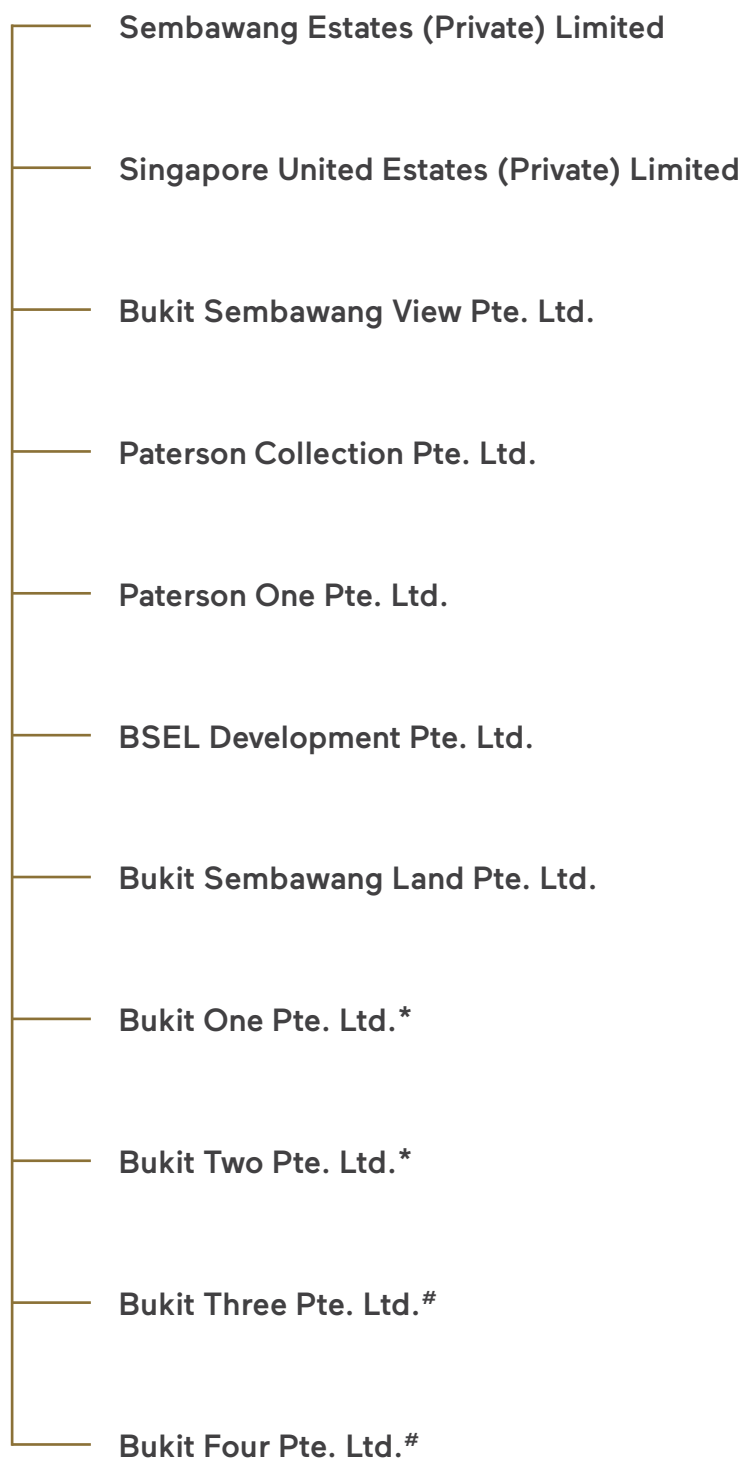 Sembawang Estates (Private) Limited
Singapore United Estates (Private) Limited
Bukit Sembawang View Pte. Ltd.
Paterson Collection Pte. Ltd.
Paterson One Pte. Ltd.
BSEL Development Pte. Ltd.
Bukit Sembawang Land Pte. Ltd.
Bukit One Pte. Ltd.*
Bukit Two Pte. Ltd.*
Bukit Three Pte. Ltd.#
Bukit Four Pte. Ltd.#